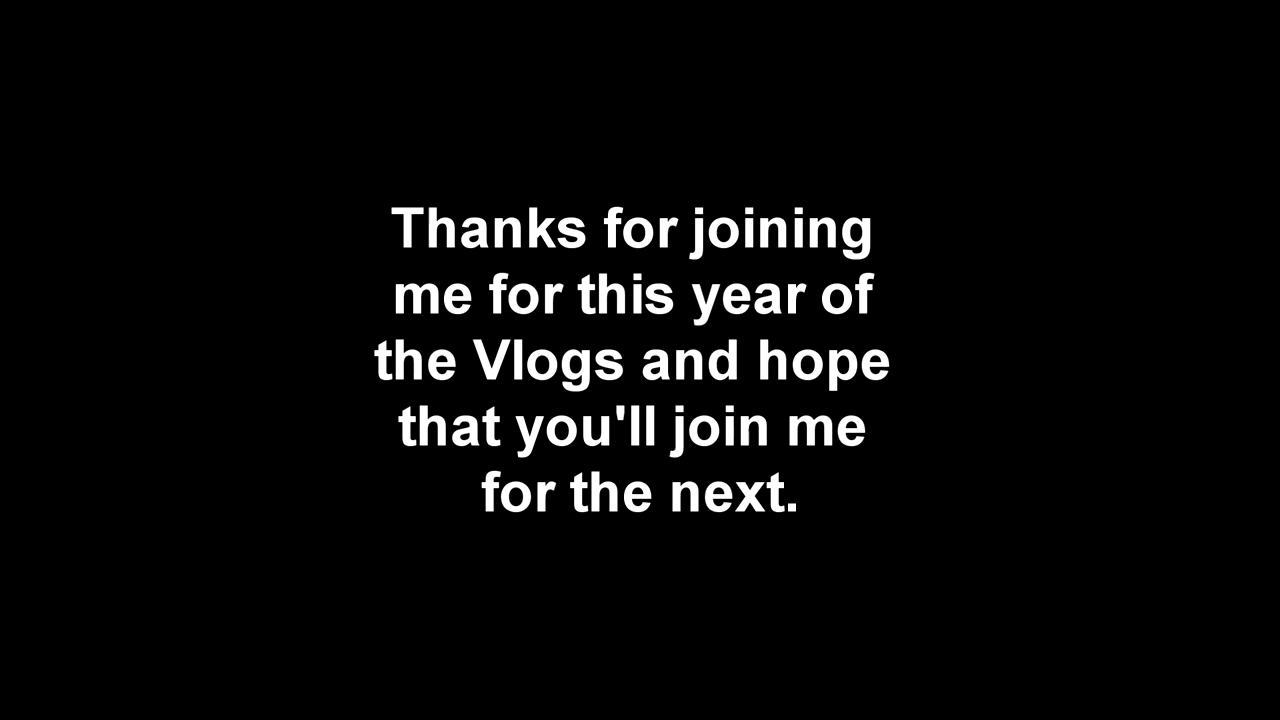 Thanks for joining
me for this year of
the Vlogs and hope
that you'll join me
for the next.